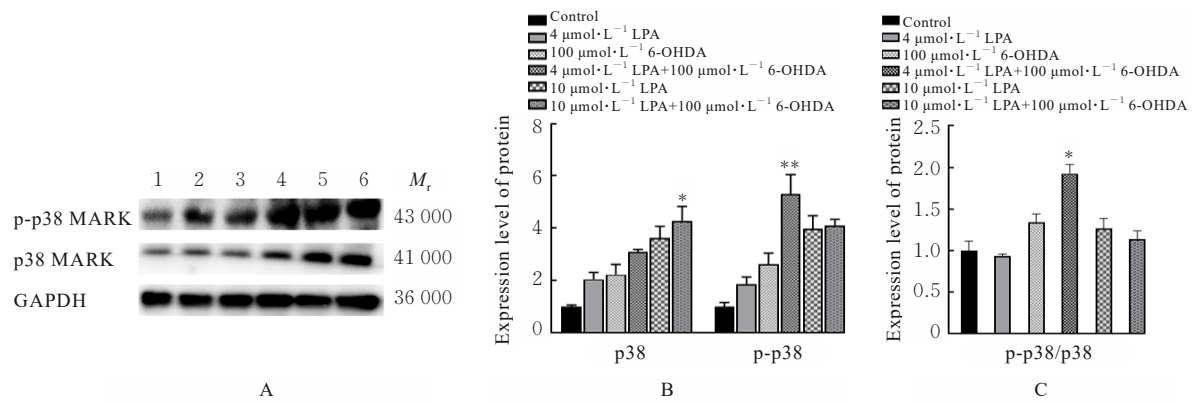 1 2 3 4 5 6 Mr
p-p38 MARK 43 000
p38 MARK 41 000
GAPDH 36 000
A
Control
4 μmol·L⁻¹ LPA
100 μmol·L⁻¹ 6-OHDA
4 μmol·L⁻¹ LPA+100 μmol·L⁻¹ 6-OHDA
10 μmol·L⁻¹ LPA
10 μmol·L⁻¹ LPA+100 μmol·L⁻¹ 6-OHDA
Expression level of protein
8
6
4
2
0
*
**
p38 p-p38
B
Control
4 μmol·L⁻¹ LPA
100 μmol·L⁻¹ 6-OHDA
4 μmol·L⁻¹ LPA+100 μmol·L⁻¹ 6-OHDA
10 μmol·L⁻¹ LPA
10 μmol·L⁻¹ LPA+100 μmol·L⁻¹ 6-OHDA
Expression level of protein
2.5
2.0
1.5
1.0
0.5
0
*
p-p38/p38
C